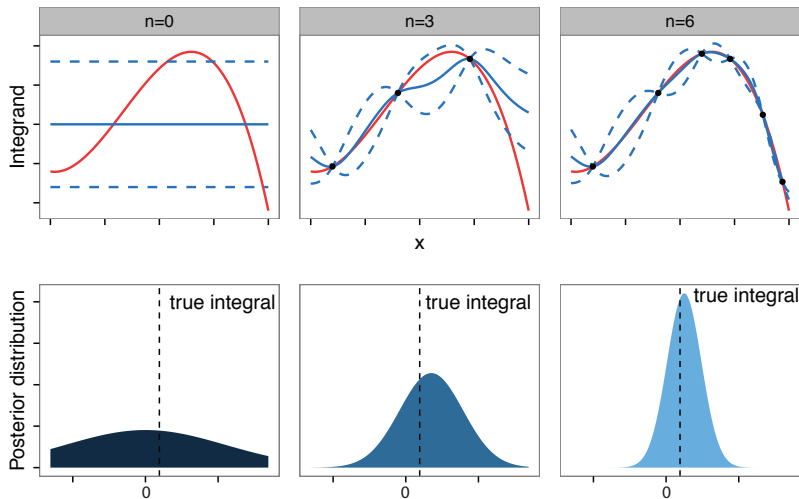 n=0
n=3
n=6
Integrand
x
Posterior distribution
true integral
true integral
true integral
0
0
0